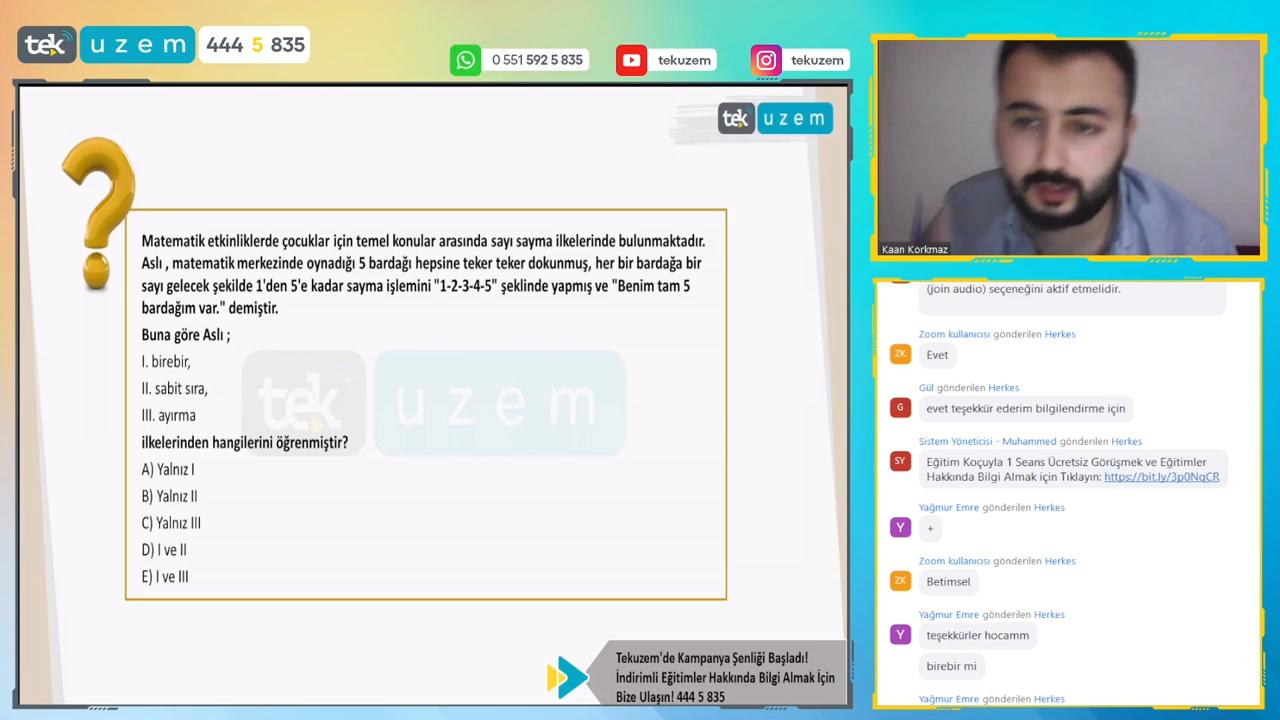 tek uzem 444 5 835
0 551 592 5 835
tekuzem
tekuzem
tek uzem
Matematik etkinliklerde çocuklar için temel konular arasında sayı sayma ilkelerinde bulunmaktadır.
Aslı , matematik merkezinde oynadığı 5 bardağı hepsine teker teker dokunmuş, her bir bardağa bir
sayı gelecek şekilde 1'den 5'e kadar sayma işlemini "1-2-3-4-5" şeklinde yapmış ve "Benim tam 5
bardağım var." demiştir.
Buna göre Aslı ;
I. birebir,
II. sabit sıra,
III. ayırma
ilkelerinden hangilerini öğrenmiştir?
A) Yalnız I
B) Yalnız II
C) Yalnız III
D) I ve II
E) I ve III
tek uzem
Tekuzem'de Kampanya Şenliği Başladı!
İndirimli Eğitimler Hakkında Bilgi Almak İçin
Bize Ulaşın! 444 5 835
Kaan Korkmaz
(join audio) seçeneğini aktif etmelidir.
Zoom kullanıcısı gönderilen Herkes
ZK
Evet
Gül gönderilen Herkes
G
evet teşekkür ederim bilgilendirme için
Sistem Yöneticisi - Muhammed gönderilen Herkes
SY
Eğitim Koçuyla 1 Seans Ücretsiz Görüşmek ve Eğitimler
Hakkında Bilgi Almak için Tıklayın: https://bit.ly/3p0NqCR
Yağmur Emre gönderilen Herkes
Y
+
Zoom kullanıcısı gönderilen Herkes
ZK
Betimsel
Yağmur Emre gönderilen Herkes
Y
teşekkürler hocamm
birebir mi
Yağmur Emre gönderilen Herkes